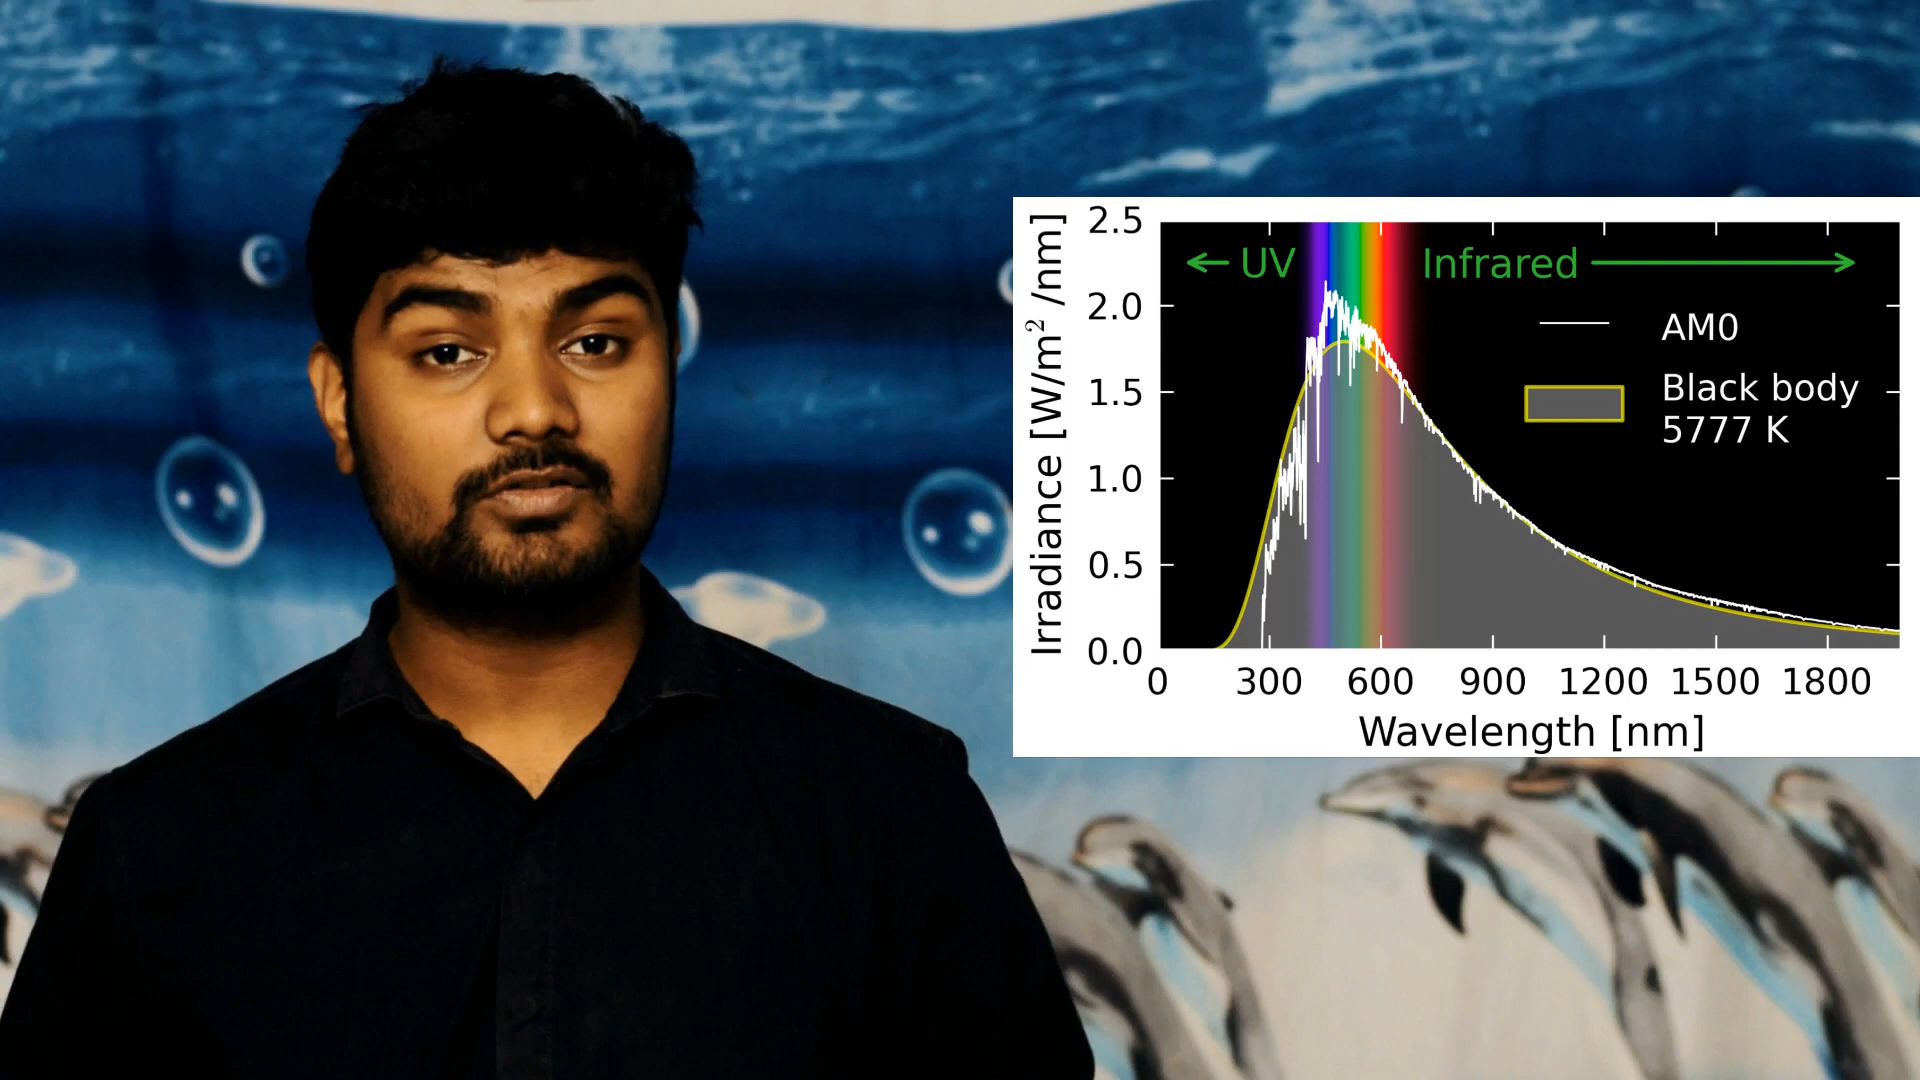 2.5
2.0
1.5
1.0
0.5
0.0
Irradiance [W/m² /nm]
UV
Infrared
AM0
Black body
5777 K
0 300 600 900 1200 1500 1800
Wavelength [nm]